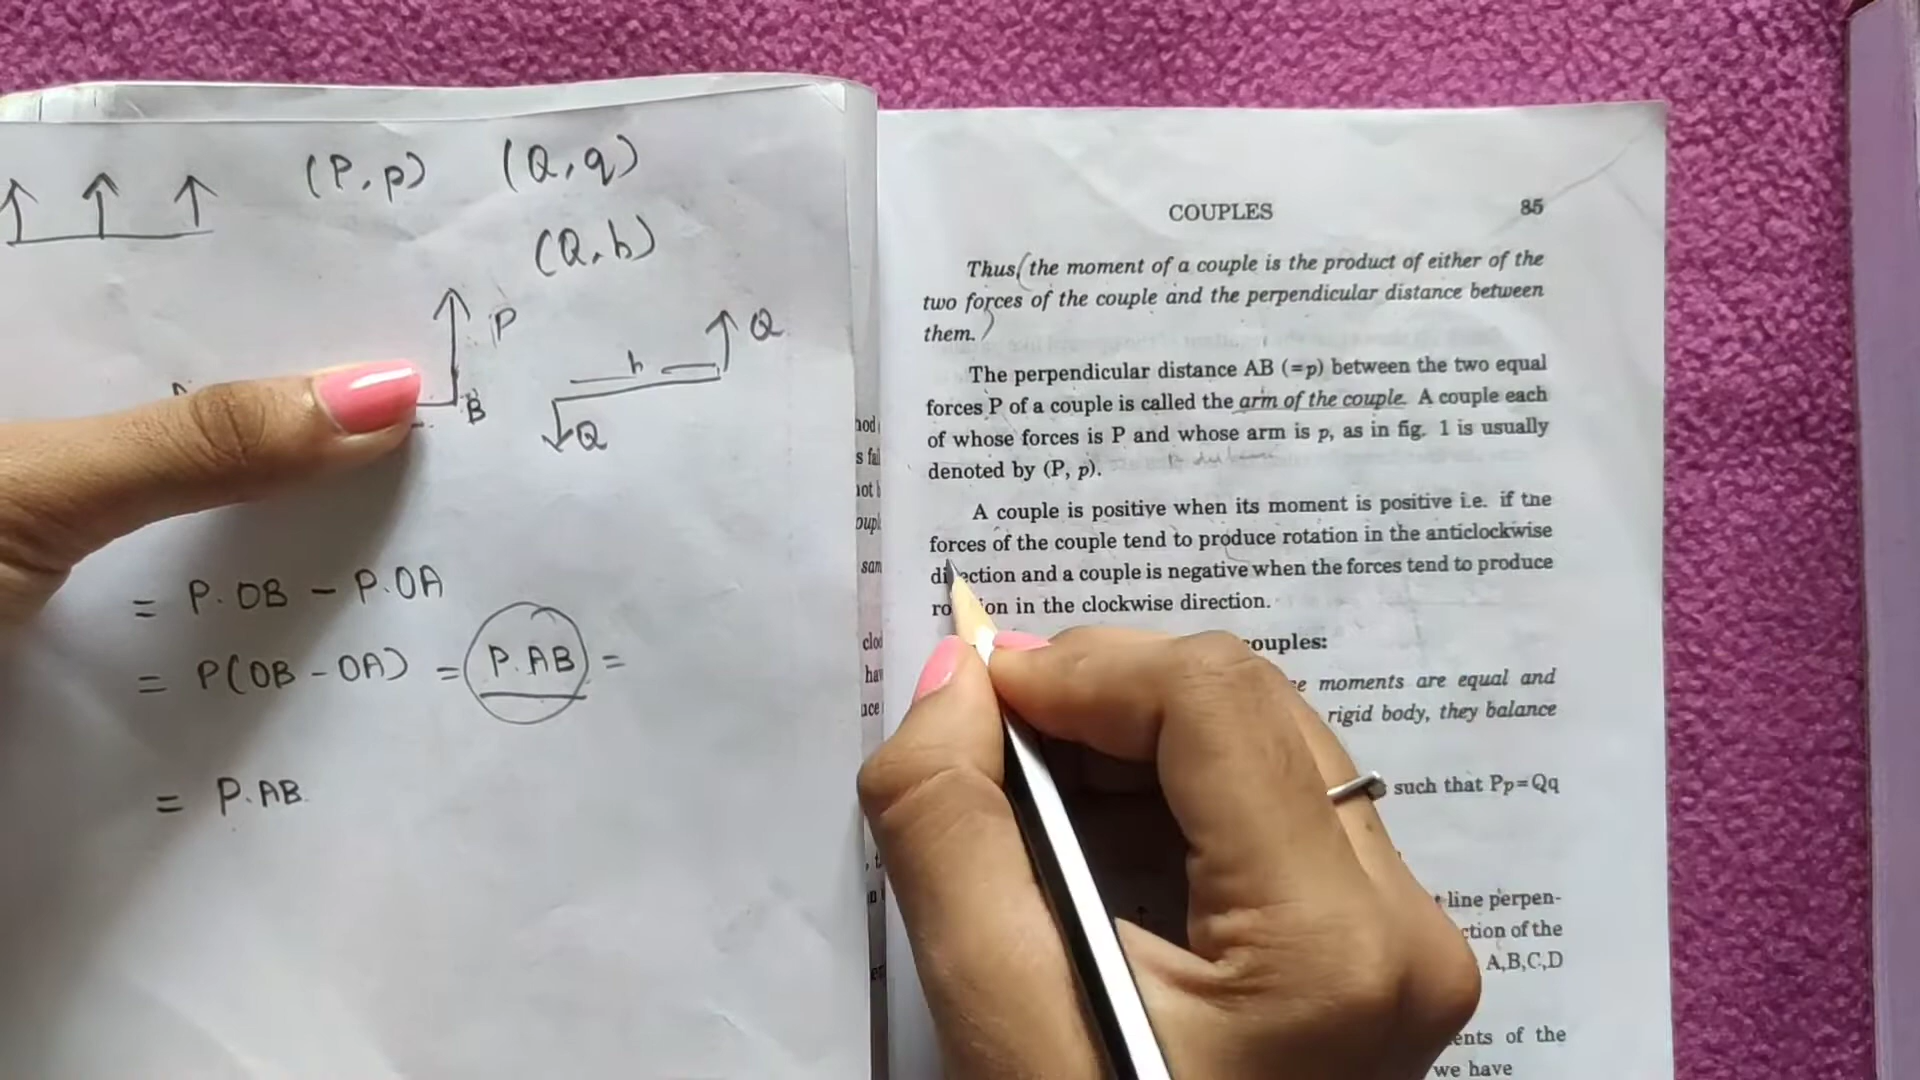 (P, p) (Q, q)
(Q, h)
P
B
h
Q
Q
= P.OB - P.OA
= P(OB - OA) = P.AB =
= P.AB.
COUPLES 85
Thus, (the moment of a couple is the product of either of the
two forces of the couple and the perpendicular distance between
them.)
The perpendicular distance AB (=p) between the two equal
forces P of a couple is called the arm of the couple. A couple each
of whose forces is P and whose arm is p, as in fig. 1 is usually
denoted by (P, p).
A couple is positive when its moment is positive i.e. if the
forces of the couple tend to produce rotation in the anticlockwise
direction and a couple is negative when the forces tend to produce
ro ion in the clockwise direction.
couples:
moments are equal and
rigid body, they balance
such that Pp=Qq
line perpen-
ction of the
A,B,C,D
ents of the
we have